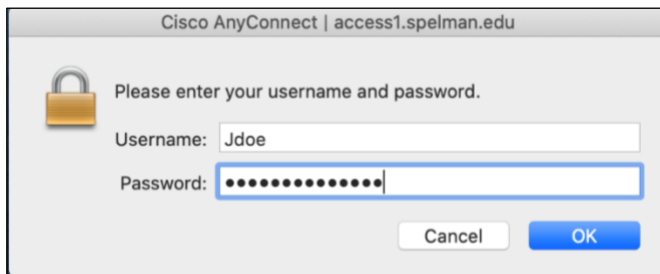 Cisco AnyConnect | access1.spelman.edu
Please enter your username and password.
Username: Jdoe
Password: ••••••••••••••
Cancel OK